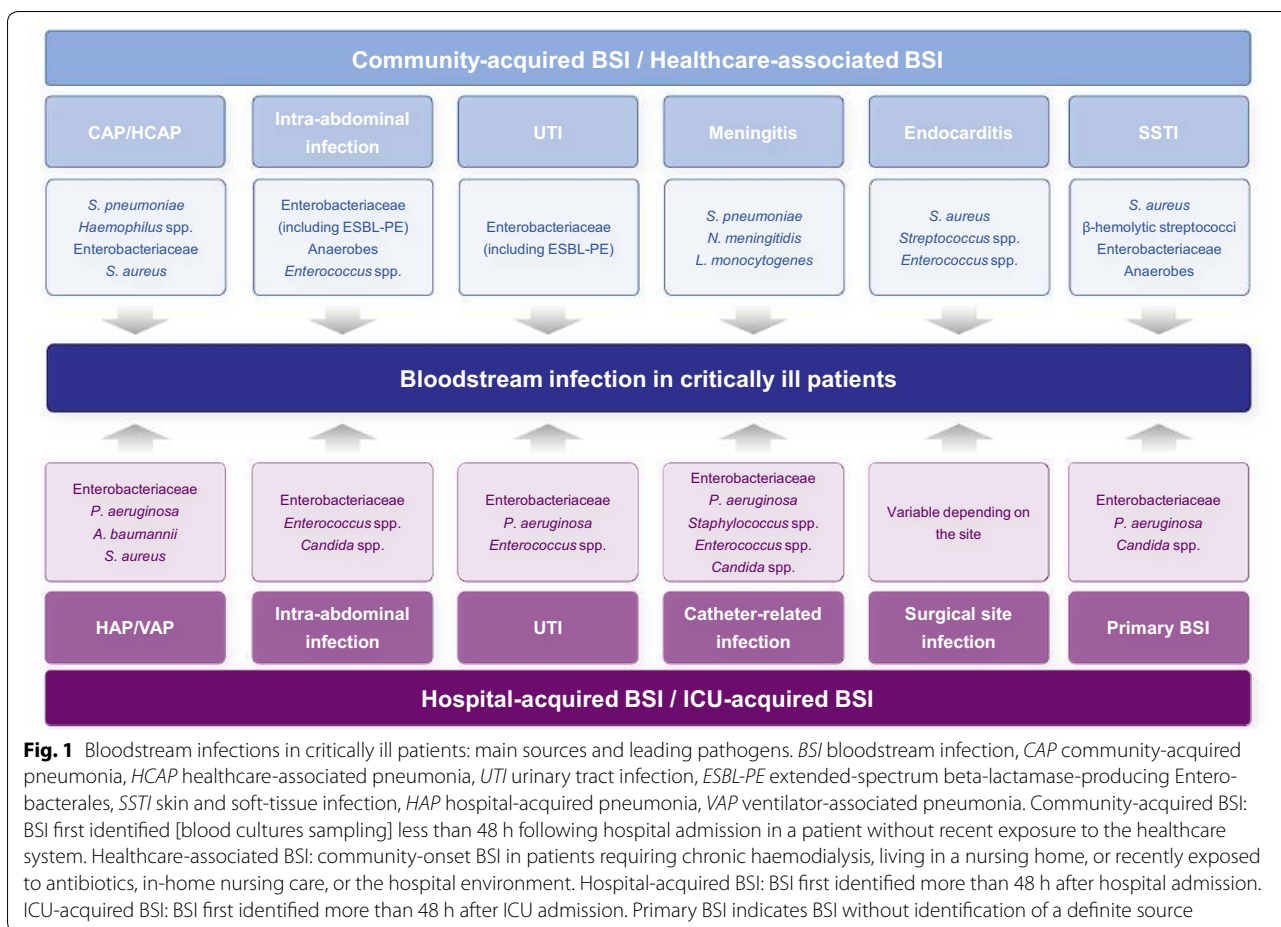 Community-acquired BSI / Healthcare-associated BSI
CAP/HCAP
Intra-abdominal
infection
UTI
Meningitis
Endocarditis
SSTI
S. pneumoniae
Haemophilus spp.
Enterobacteriaceae
S. aureus
Enterobacteriaceae
(including ESBL-PE)
Anaerobes
Enterococcus spp.
Enterobacteriaceae
(including ESBL-PE)
S. pneumoniae
N. meningitidis
L. monocytogenes
S. aureus
Streptococcus spp.
Enterococcus spp.
S. aureus
β-hemolytic streptococci
Enterobacteriaceae
Anaerobes
Bloodstream infection in critically ill patients
Enterobacteriaceae
P. aeruginosa
A. baumannii
S. aureus
Enterobacteriaceae
Enterococcus spp.
Candida spp.
Enterobacteriaceae
P. aeruginosa
Enterococcus spp.
Enterobacteriaceae
P. aeruginosa
Staphylococcus spp.
Enterococcus spp.
Candida spp.
Variable depending on
the site
Enterobacteriaceae
P. aeruginosa
Candida spp.
HAP/VAP
Intra-abdominal
infection
UTI
Catheter-related
infection
Surgical site
infection
Primary BSI
Hospital-acquired BSI / ICU-acquired BSI
Fig. 1 Bloodstream infections in critically ill patients: main sources and leading pathogens. BSI bloodstream infection, CAP community-acquired
pneumonia, HCAP healthcare-associated pneumonia, UTI urinary tract infection, ESBL-PE extended-spectrum beta-lactamase-producing Entero-
bacterales, SSTI skin and soft-tissue infection, HAP hospital-acquired pneumonia, VAP ventilator-associated pneumonia. Community-acquired BSI:
BSI first identified [blood cultures sampling] less than 48 h following hospital admission in a patient without recent exposure to the healthcare
system. Healthcare-associated BSI: community-onset BSI in patients requiring chronic haemodialysis, living in a nursing home, or recently exposed
to antibiotics, in-home nursing care, or the hospital environment. Hospital-acquired BSI: BSI first identified more than 48 h after hospital admission.
ICU-acquired BSI: BSI first identified more than 48 h after ICU admission. Primary BSI indicates BSI without identification of a definite source